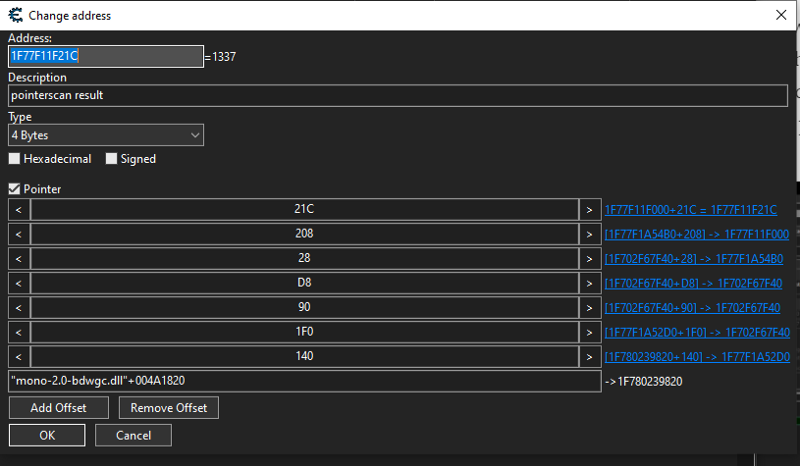 Change address
Address:
1F77F11F21C =1337
Description
pointerscan result
Type
4 Bytes
Hexadecimal Signed
Pointer
< 21C > 1F77F11F000+21C = 1F77F11F21C
< 208 > [1F77F1A54B0+208] -> 1F77F11F000
< 28 > [1F702F67F40+28] -> 1F77F1A54B0
< D8 > [1F702F67F40+D8] -> 1F702F67F40
< 90 > [1F702F67F40+90] -> 1F702F67F40
< 1F0 > [1F77F1A52D0+1F0] -> 1F702F67F40
< 140 > [1F780239820+140] -> 1F77F1A52D0
"mono-2.0-bdwgc.dll"+004A1820 ->1F780239820
Add Offset Remove Offset
OK Cancel